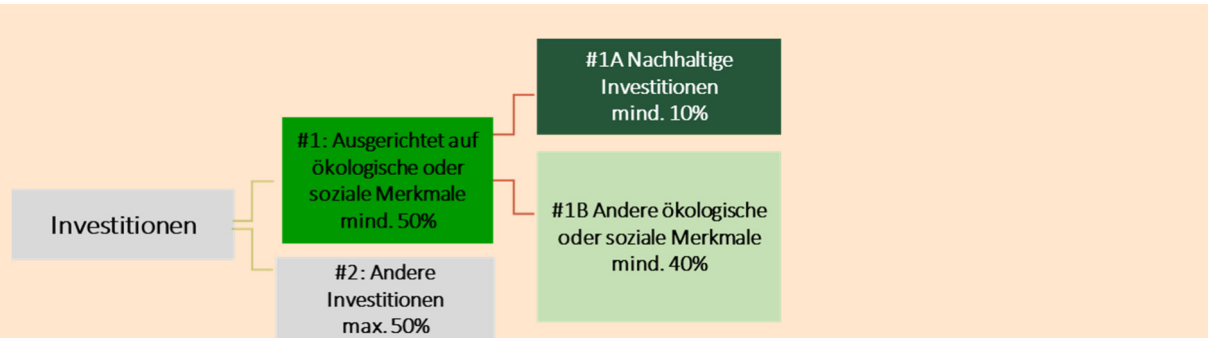 Investitionen
#1: Ausgerichtet auf
ökologische oder
soziale Merkmale
mind. 50%
#2: Andere
Investitionen
max. 50%
#1A Nachhaltige
Investitionen
mind. 10%
#1B Andere ökologische
oder soziale Merkmale
mind. 40%